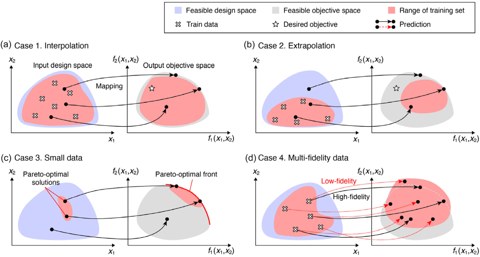 Feasible design space
Feasible objective space
Range of training set
Train data
Desired objective
Prediction
(a) Case 1. Interpolation
x2
Input design space
Mapping
x1
f2(x1,x2)
Output objective space
f1(x1,x2)
(b) Case 2. Extrapolation
x2
x1
f2(x1,x2)
f1(x1,x2)
(c) Case 3. Small data
x2
Pareto-optimal
solutions
x1
f2(x1,x2)
Pareto-optimal front
f1(x1,x2)
(d) Case 4. Multi-fidelity data
x2
Low-fidelity
High-fidelity
x1
f2(x1,x2)
f1(x1,x2)